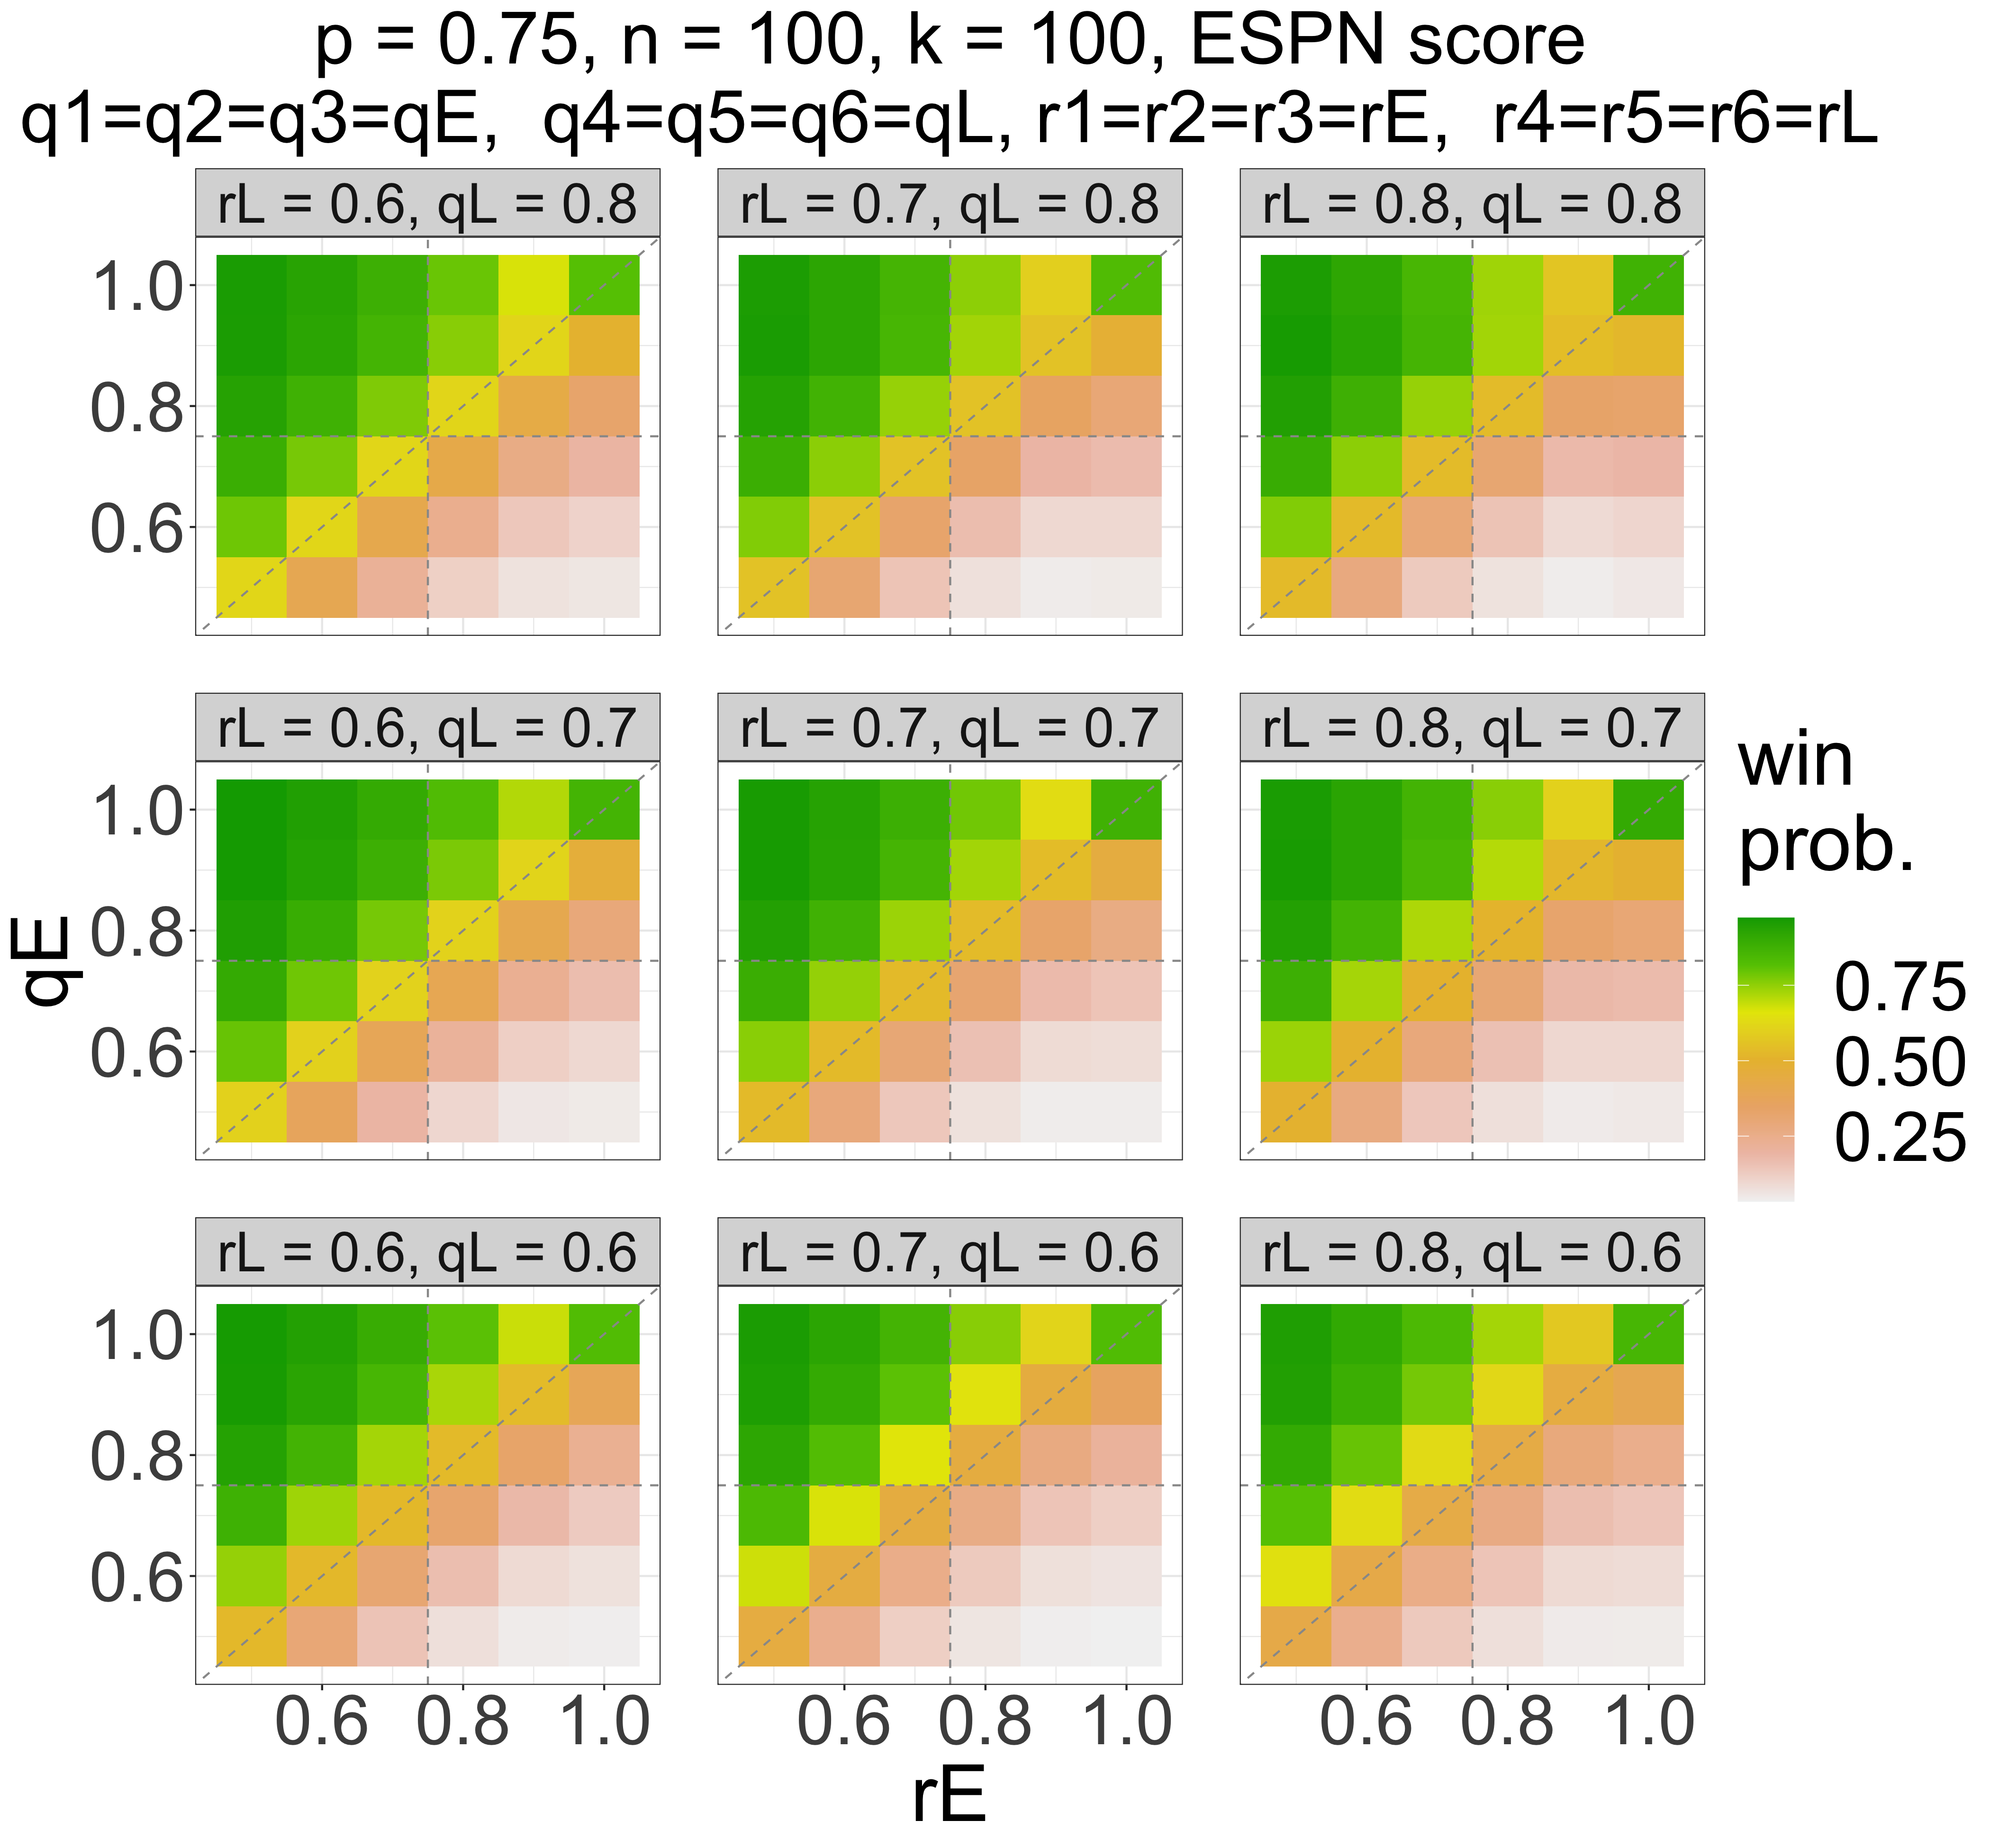 p = 0.75, n = 100, k = 100, ESPN score
q1=q2=q3=qE,  q4=q5=q6=qL, r1=r2=r3=rE,  r4=r5=r6=rL
rL = 0.6, qL = 0.8
rL = 0.7, qL = 0.8
rL = 0.8, qL = 0.8
1.0
0.8
0.6
rL = 0.6, qL = 0.7
rL = 0.7, qL = 0.7
rL = 0.8, qL = 0.7
1.0
0.8
0.6
qE
win
prob.
0.75
0.50
0.25
rL = 0.6, qL = 0.6
rL = 0.7, qL = 0.6
rL = 0.8, qL = 0.6
1.0
0.8
0.6
0.6 0.8 1.0
0.6 0.8 1.0
0.6 0.8 1.0
rE